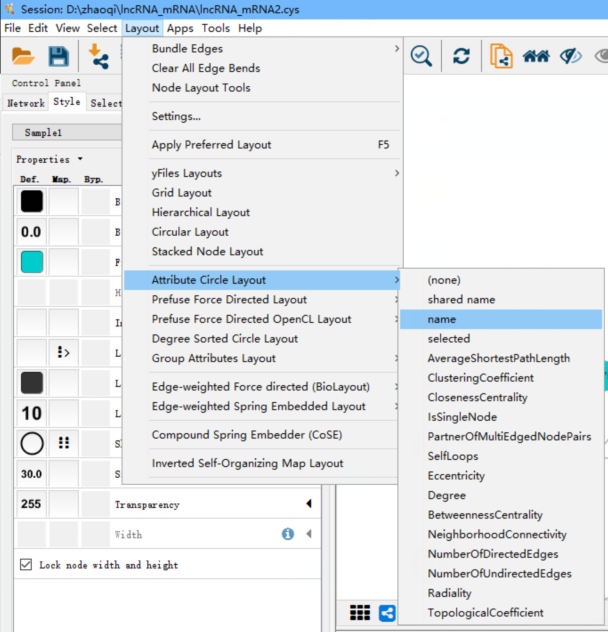 Session: D:\zhaoqi\lncRNA_mRNA\lncRNA_mRNA2.cys
File Edit View Select Layout Apps Tools Help
Control Panel
Network Style Select
Sample1
Properties
Def. Map. Byp.
0.0
10
30.0
255
Transparency
Width
Lock node width and height
Bundle Edges
Clear All Edge Bends
Node Layout Tools
Settings...
Apply Preferred Layout F5
yFiles Layouts
Grid Layout
Hierarchical Layout
Circular Layout
Stacked Node Layout
Attribute Circle Layout
Prefuse Force Directed Layout
Prefuse Force Directed OpenCL Layout
Degree Sorted Circle Layout
Group Attributes Layout
Edge-weighted Force directed (BioLayout)
Edge-weighted Spring Embedded Layout
Compound Spring Embedder (CoSE)
Inverted Self-Organizing Map Layout
(none)
shared name
name
selected
AverageShortestPathLength
ClusteringCoefficient
ClosenessCentrality
IsSingleNode
PartnerOfMultiEdgedNodePairs
SelfLoops
Eccentricity
Degree
BetweennessCentrality
NeighborhoodConnectivity
NumberOfDirectedEdges
NumberOfUndirectedEdges
Radiality
TopologicalCoefficient